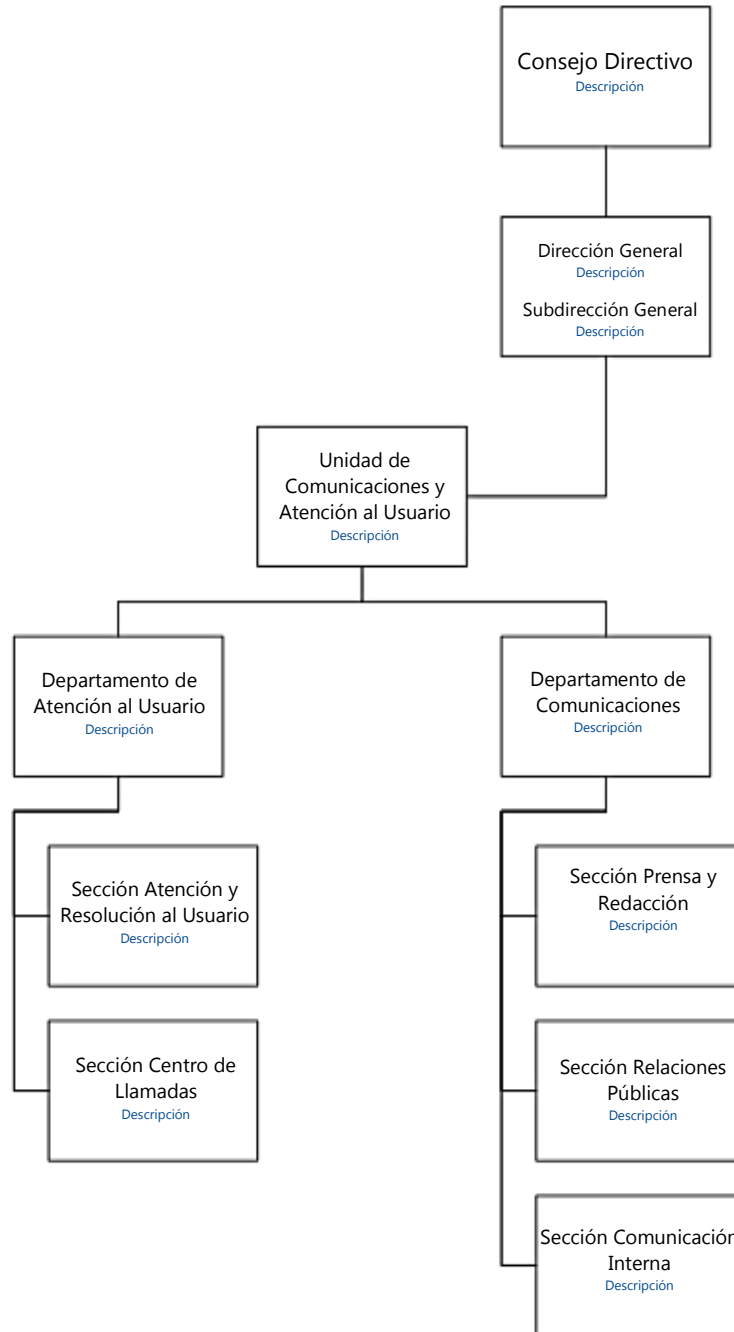 Consejo Directivo
Descripción
Dirección General
Descripción
Subdirección General
Descripción
Unidad de
Comunicaciones y
Atención al Usuario
Descripción
Departamento de
Atención al Usuario
Descripción
Departamento de
Comunicaciones
Descripción
Sección Atención y
Resolución al Usuario
Descripción
Sección Prensa y
Redacción
Descripción
Sección Centro de
Llamadas
Descripción
Sección Relaciones
Públicas
Descripción
Sección Comunicación
Interna
Descripción